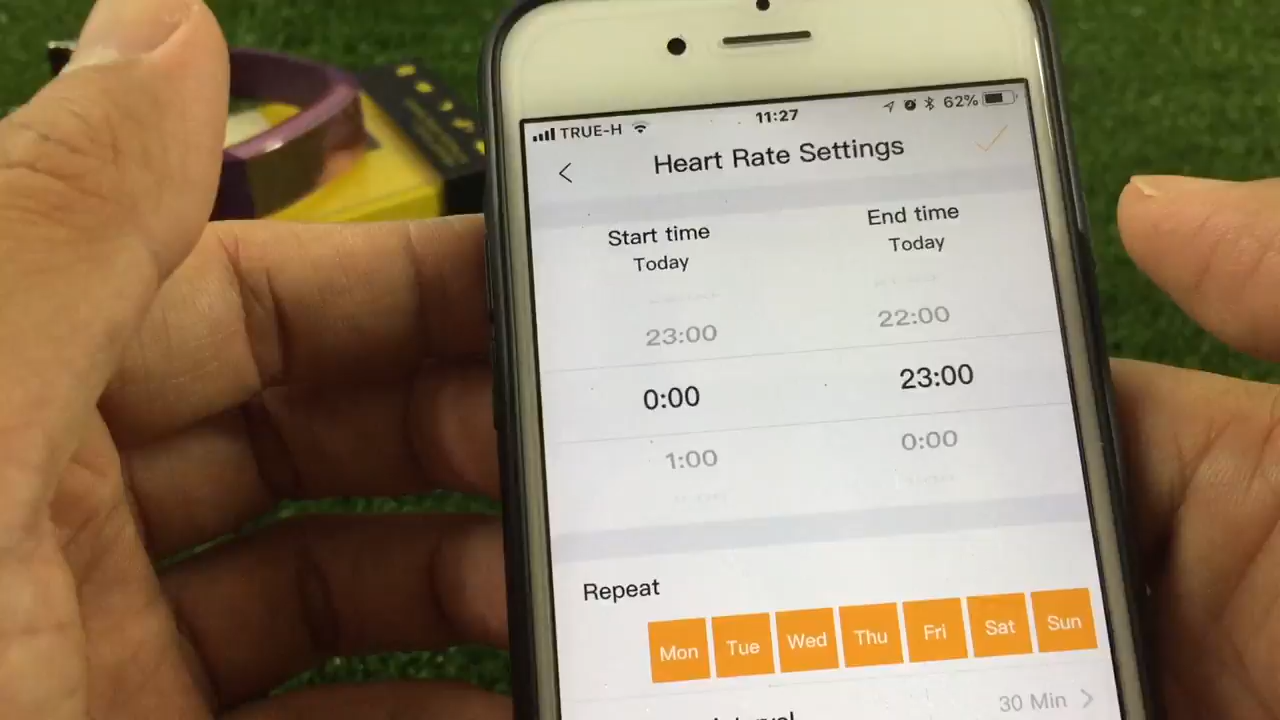 TRUE-H 11:27 62%
< Heart Rate Settings
Start time End time
Today Today
23:00 22:00
0:00 23:00
1:00 0:00
Repeat
Mon Tue Wed Thu Fri Sat Sun
30 Min >